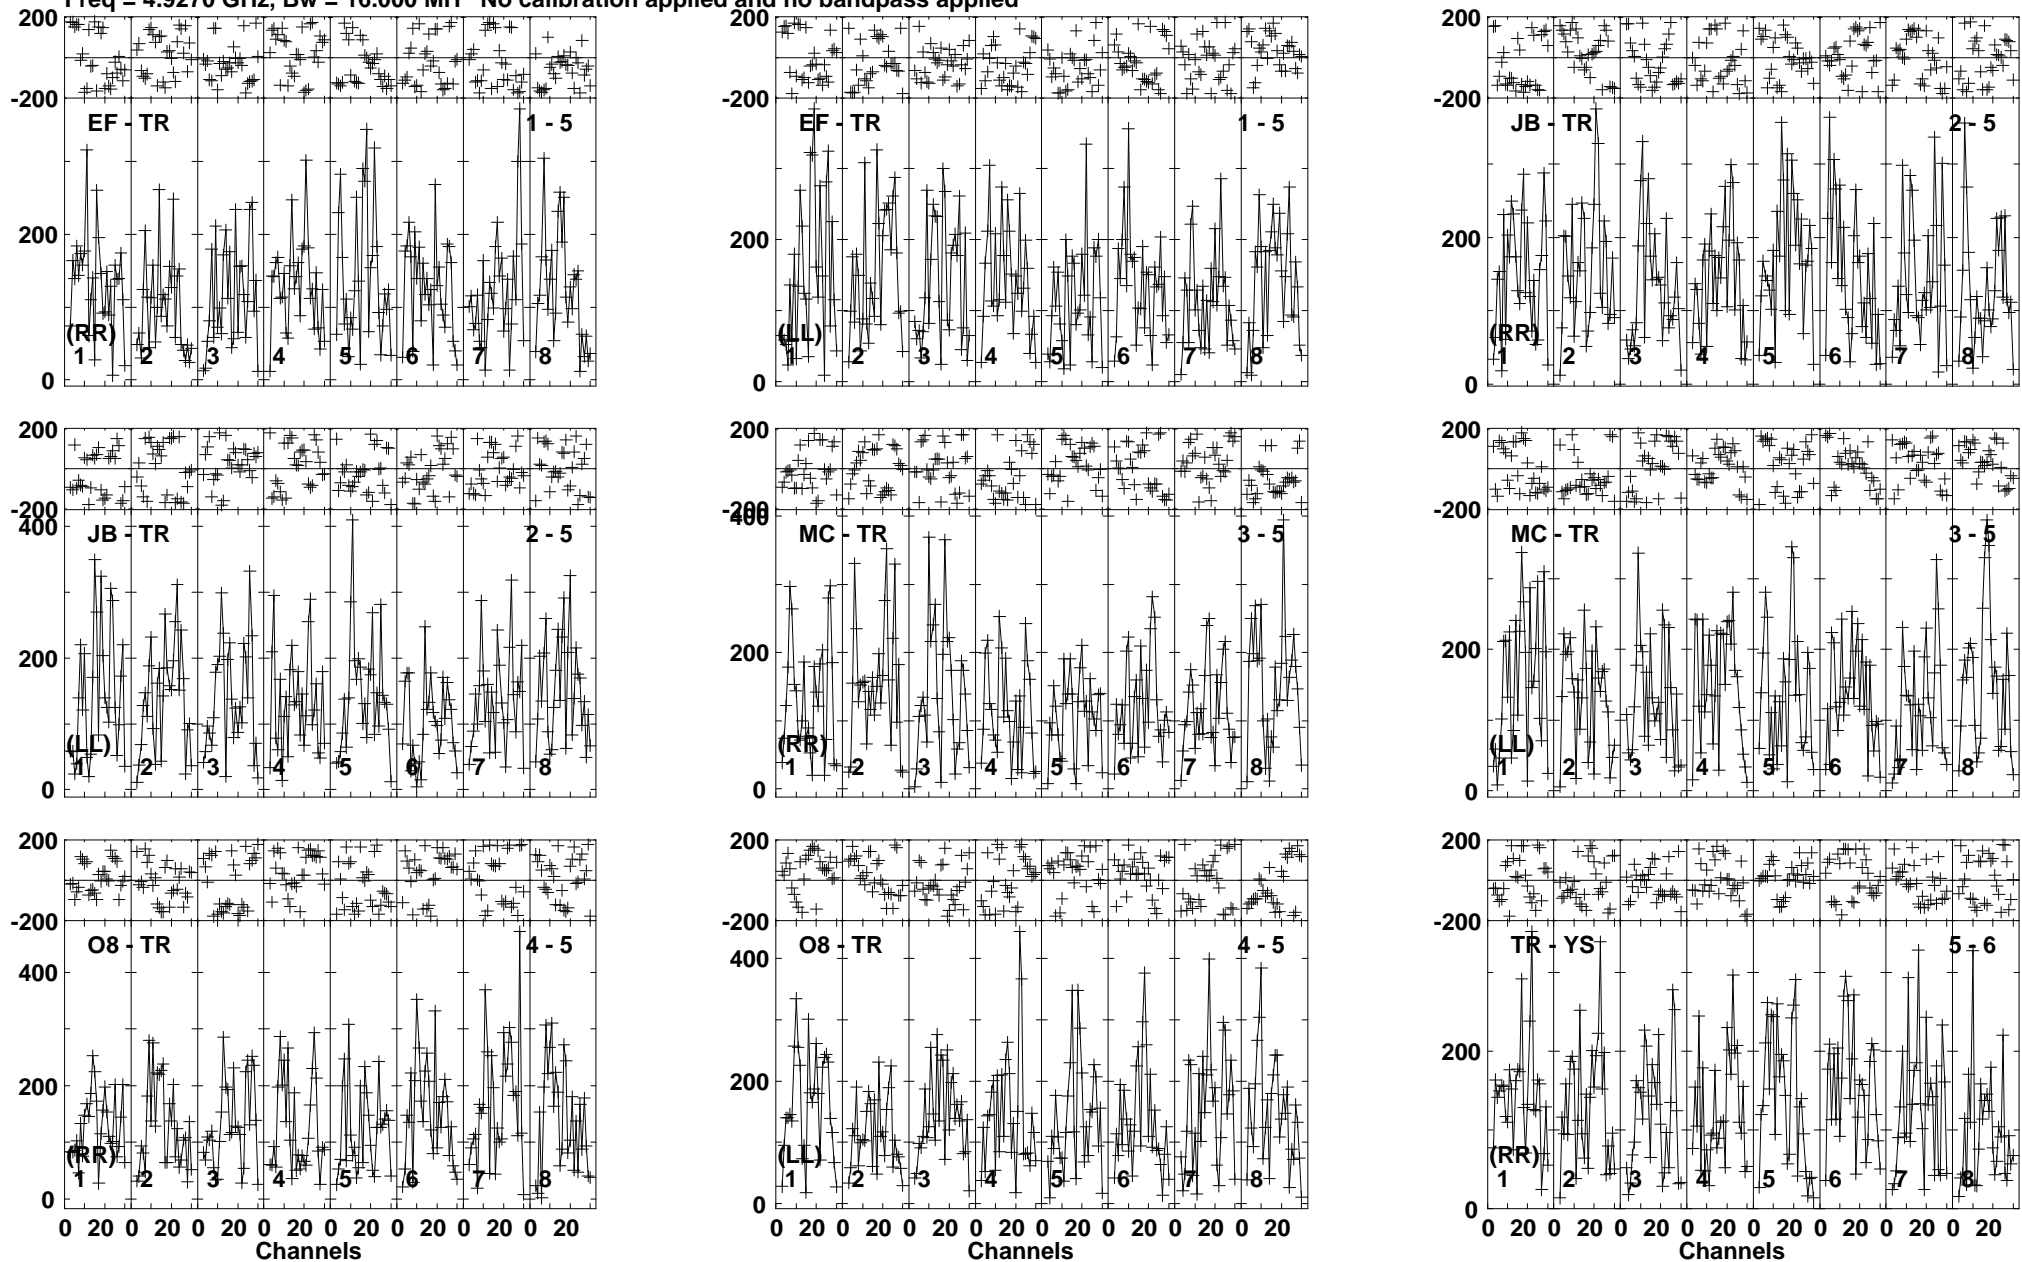 Freq = 4.9270 GHz, Bw = 16.000 MH No calibration applied and no bandpass applied
200 200 200
-200 -200 -200
EF - TR 1 - 5 EF - TR 1 - 5 JB - TR 2 - 5
200 200 200
(RR) (LL) (RR)
1 2 3 4 5 6 7 8 1 2 3 4 5 6 7 8 1 2 3 4 5 6 7 8
0 0 0
200 200 200
-200 -200 -200
400 400
JB - TR 2 - 5 MC - TR 3 - 5 MC - TR 3 - 5
200 200 200
(LL) (RR) (LL)
1 2 3 4 5 6 7 8 1 2 3 4 5 6 7 8 1 2 3 4 5 6 7 8
0 0 0
200 200 200
-200 -200 -200
O8 - TR 4 - 5 O8 - TR 4 - 5 TR - YS 5 - 6
400 400
200 200 200
(RR) (LL) (RR)
1 2 3 4 5 6 7 8 1 2 3 4 5 6 7 8 1 2 3 4 5 6 7 8
0 0 0
0 20 0 20 0 20 0 20 0 20 0 20 0 20 0 20 0 20 0 20 0 20 0 20 0 20 0 20 0 20 0 20 0 20 0 20 0 20 0 20 0 20 0 20 0 20 0 20
Channels Channels Channels